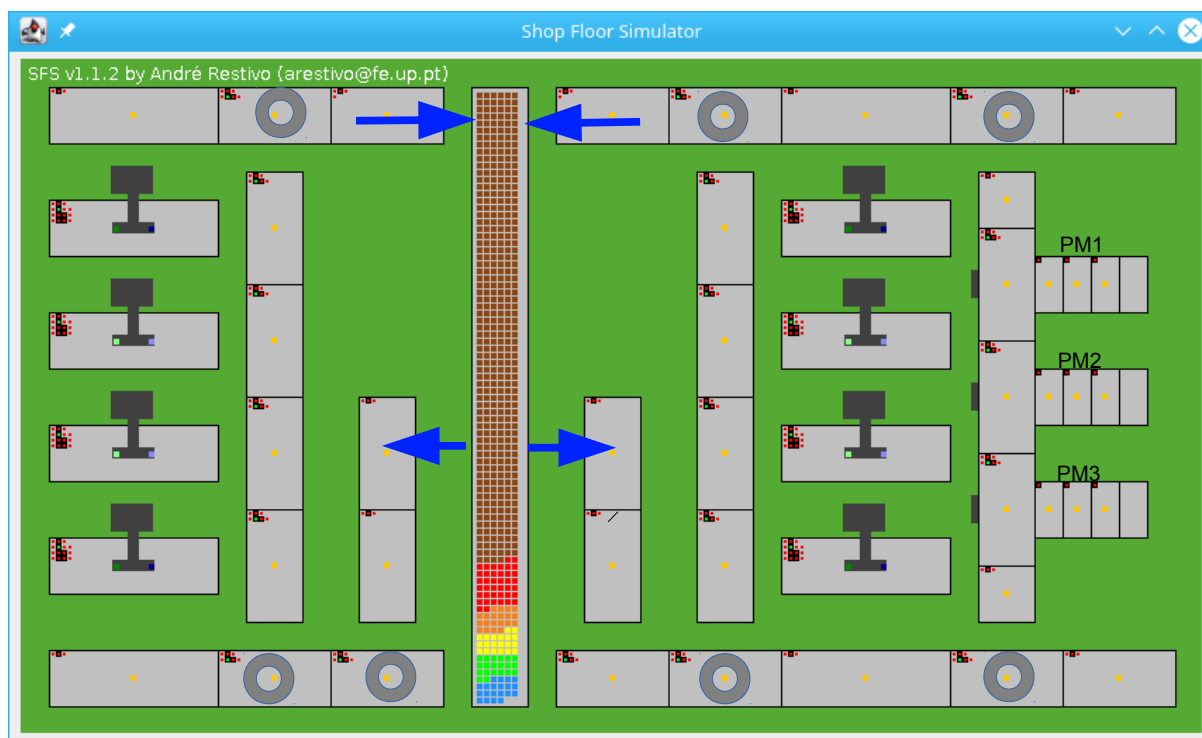 Shop Floor Simulator
SFS v1.1.2 by André Restivo (arestivo@fe.up.pt)
PM1
PM2
PM3